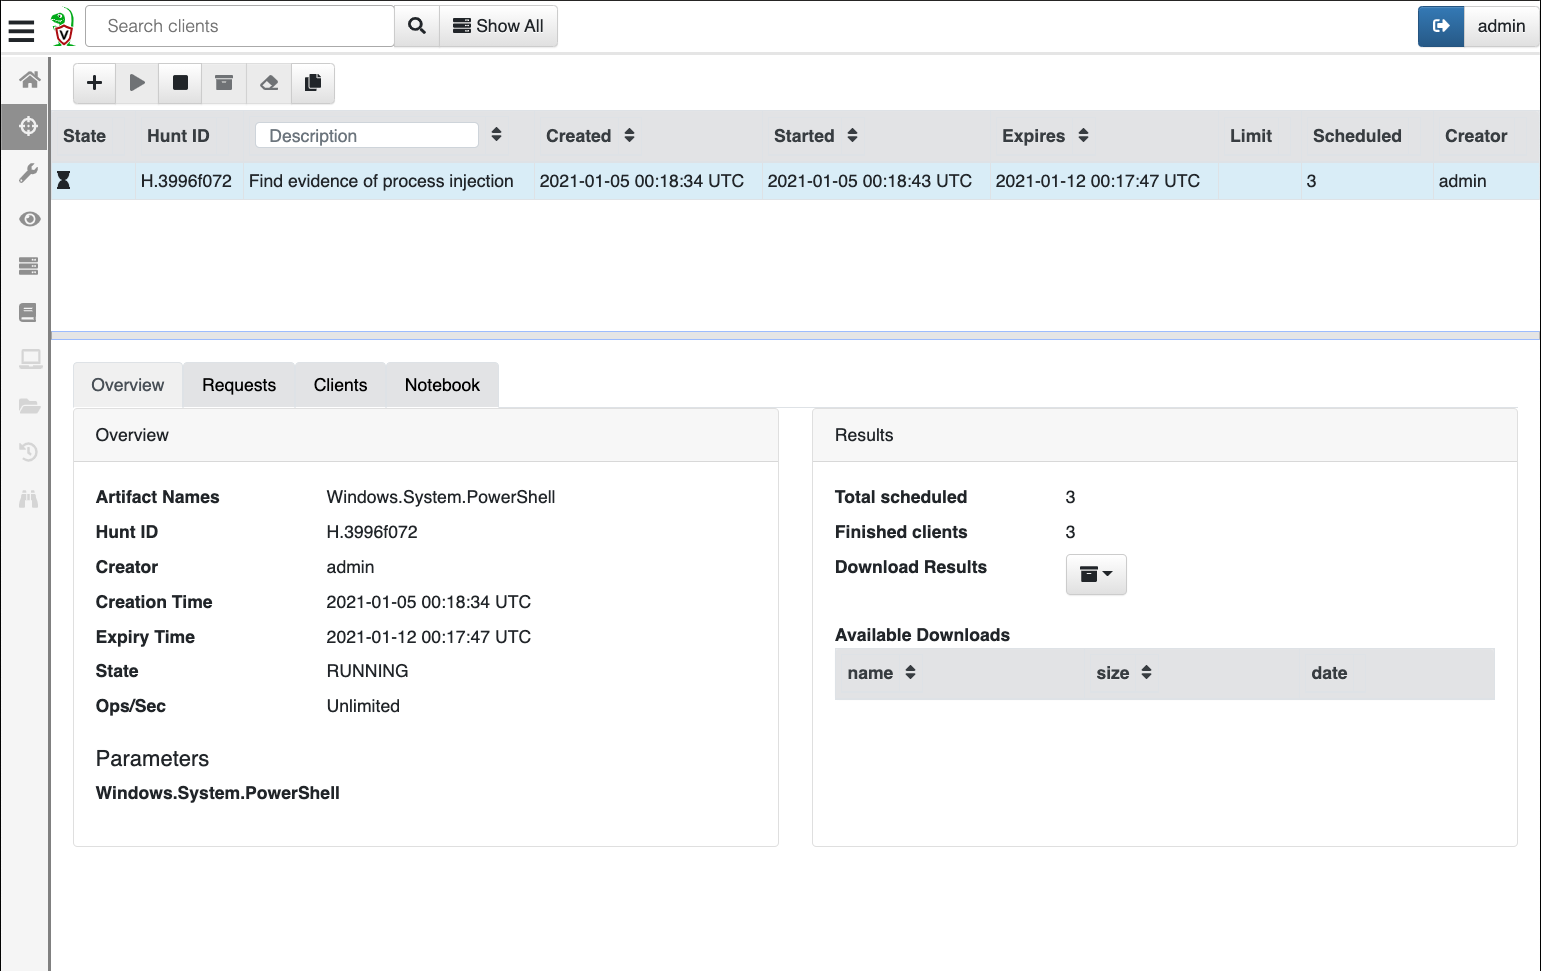 Search clients Show All admin
State Hunt ID Description Created Started Expires Limit Scheduled Creator
H.3996f072 Find evidence of process injection 2021-01-05 00:18:34 UTC 2021-01-05 00:18:43 UTC 2021-01-12 00:17:47 UTC 3 admin
Overview Requests Clients Notebook
Overview
Artifact Names Windows.System.PowerShell
Hunt ID H.3996f072
Creator admin
Creation Time 2021-01-05 00:18:34 UTC
Expiry Time 2021-01-12 00:17:47 UTC
State RUNNING
Ops/Sec Unlimited
Parameters
Windows.System.PowerShell
Results
Total scheduled 3
Finished clients 3
Download Results
Available Downloads
name size date